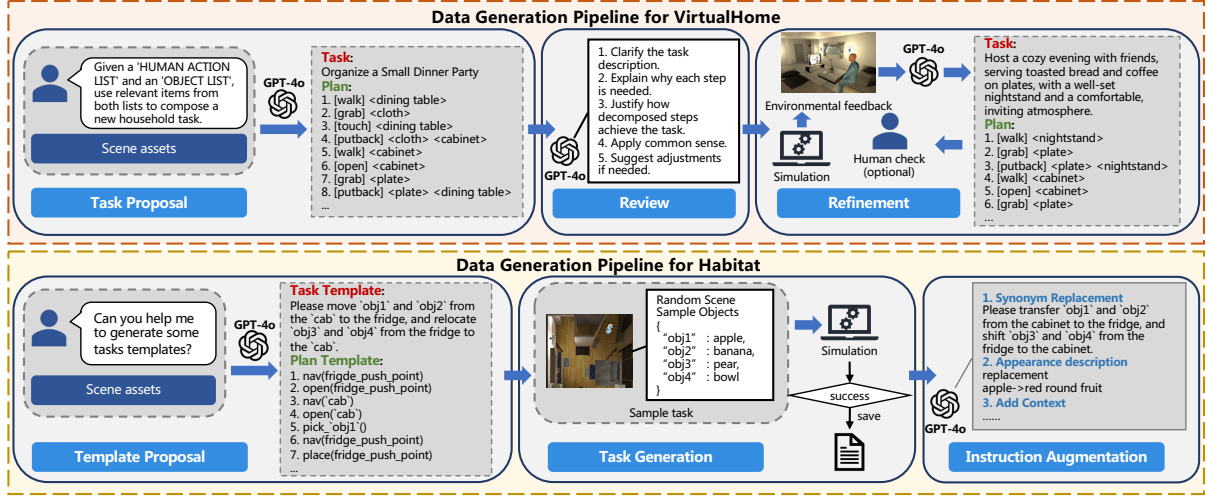 Data Generation Pipeline for VirtualHome
Given a 'HUMAN ACTION
LIST' and an 'OBJECT LIST',
use relevant items from
both lists to compose a
new household task.
Scene assets
Task Proposal
GPT-4o
Task:
Organize a Small Dinner Party
Plan:
1. [walk] <dining table>
2. [grab] <cloth>
3. [touch] <dining table>
4. [putback] <cloth> <cabinet>
5. [walk] <cabinet>
6. [open] <cabinet>
7. [grab] <plate>
8. [putback] <plate> <dining table>
...
GPT-4o
1. Clarify the task
description.
2. Explain why each step
is needed.
3. Justify how
decomposed steps
achieve the task.
4. Apply common sense.
5. Suggest adjustments
if needed.
Review
Environmental feedback
Simulation
Human check
(optional)
Refinement
GPT-4o
Task:
Host a cozy evening with friends,
serving toasted bread and coffee
on plates, with a well-set
nightstand and a comfortable,
inviting atmosphere.
Plan:
1. [walk] <nightstand>
2. [grab] <plate>
3. [putback] <plate> <nightstand>
4. [walk] <cabinet>
5. [open] <cabinet>
6. [grab] <plate>
...
Data Generation Pipeline for Habitat
Can you help me
to generate some
tasks templates?
Scene assets
Template Proposal
GPT-4o
Task Template:
Please move `obj1` and `obj2` from
the `cab` to the fridge, and relocate
`obj3` and `obj4` from the fridge to
the `cab`.
Plan Template:
1. nav(frigde_push_point)
2. open(fridge_push_point)
3. nav(`cab`)
4. open(`cab`)
5. pick_`obj1`()
6. nav(fridge_push_point)
7. place(fridge_push_point)
...
Random Scene
Sample Objects
{
"obj1" : apple,
"obj2" : banana,
"obj3" : pear,
"obj4" : bowl
}
Sample task
Task Generation
Simulation
success
save
GPT-4o
1. Synonym Replacement
Please transfer `obj1` and `obj2`
from the cabinet to the fridge, and
shift `obj3` and `obj4` from the
fridge to the cabinet.
2. Appearance description
replacement
apple->red round fruit
3. Add Context
......
Instruction Augmentation